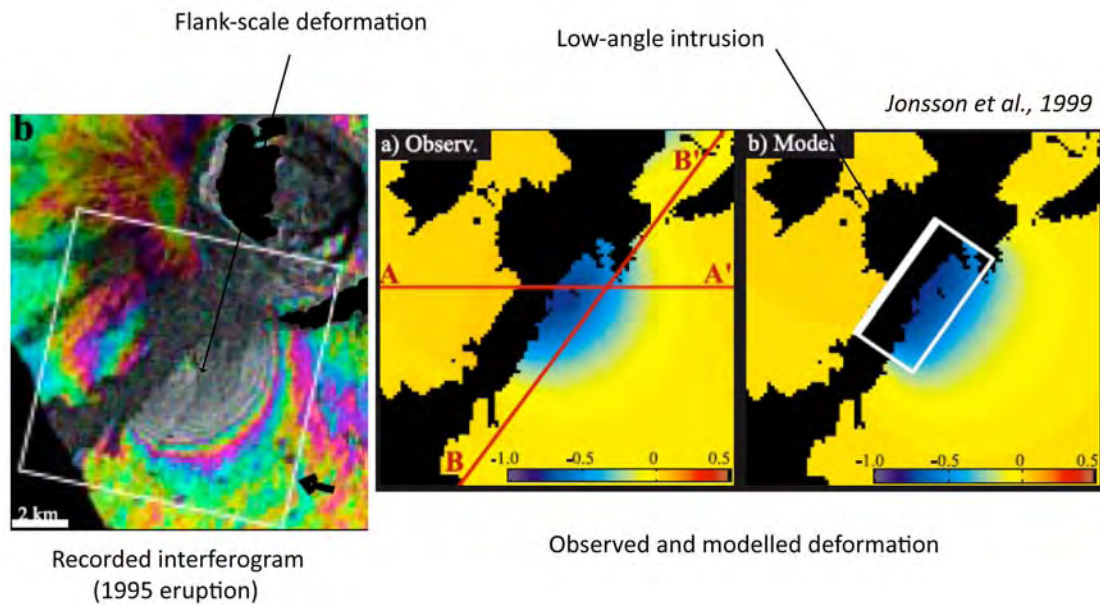 Flank-scale deformation
Low-angle intrusion
Jonsson et al., 1999
b
a) Observ.
B'
b) Model
A
A'
B
-1.0
-0.5
0
0.5
-1.0
-0.5
0
0.5
2 km
Recorded interferogram
(1995 eruption)
Observed and modelled deformation